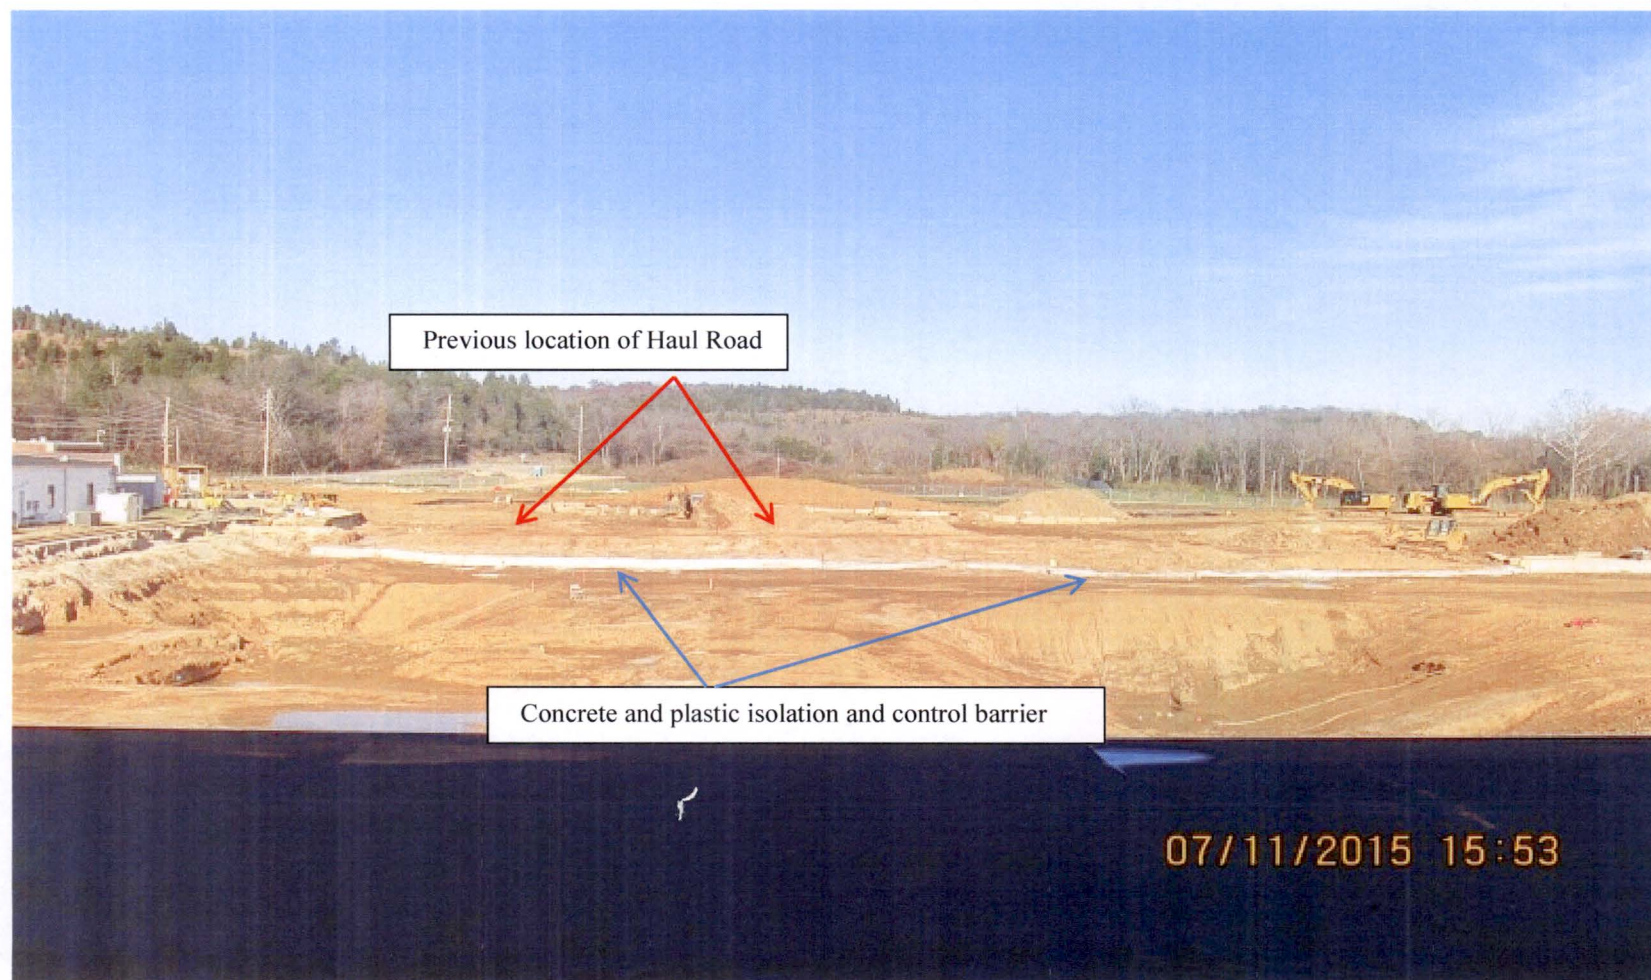 Previous location of Haul Road
Concrete and plastic isolation and control barrier
07/11/2015 15:53